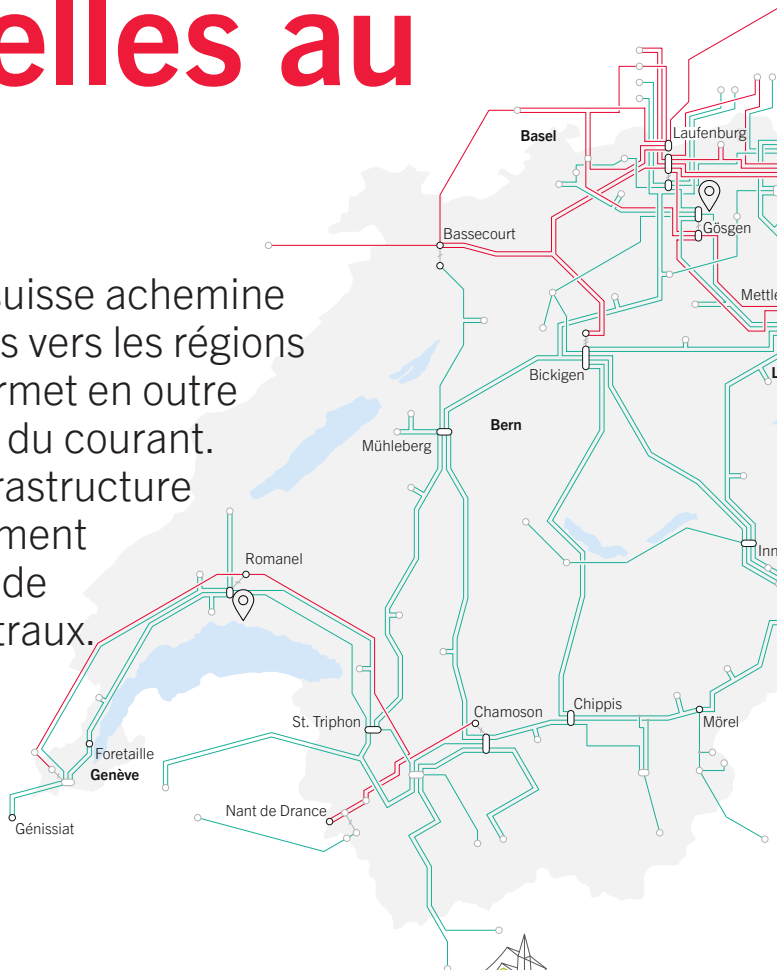 elles au
Basel
Laufenburg
Bassecourt
Gösgen
suisse achemine
s vers les régions
rmet en outre
du courant.
rastructure
ment
de
traux.
Mettle
Bickigen
L
Bern
Mühleberg
Romanel
Inn
St. Triphon
Chamoson
Chippis
Mörel
Foretaille
Genève
Nant de Drance
Génissiat